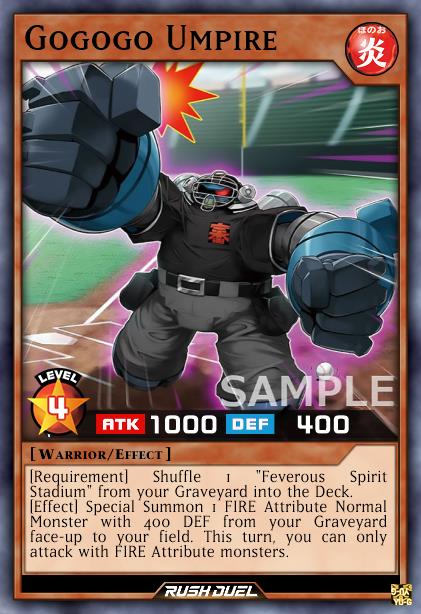 Gogogo Umpire
ほのお
炎
SAMPLE
LEVEL
4
ATK 1000 DEF 400
[Warrior/Effect]
[Requirement] Shuffle 1 "Feverous Spirit
Stadium" from your Graveyard into the Deck.
[Effect] Special Summon 1 FIRE Attribute Normal
Monster with 400 DEF from your Graveyard
face-up to your field. This turn, you can only
attack with FIRE Attribute monsters.
RUSH DUEL